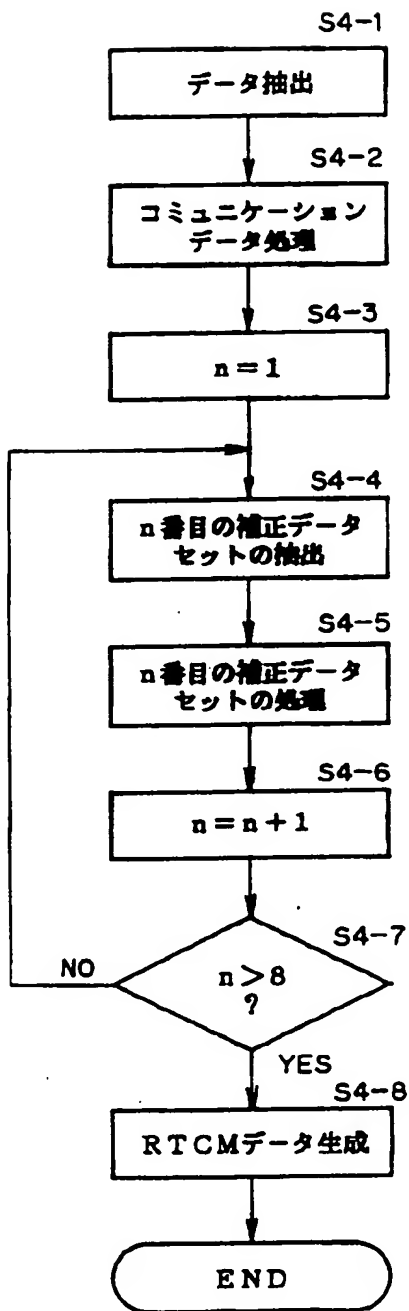 S4-1
データ抽出
S4-2
コミュニケーション
データ処理
S4-3
n=1
S4-4
n番目の補正データ
セットの抽出
S4-5
n番目の補正データ
セットの処理
S4-6
n=n+1
S4-7
NO
n>8
?
YES
S4-8
RTCMデータ生成
END